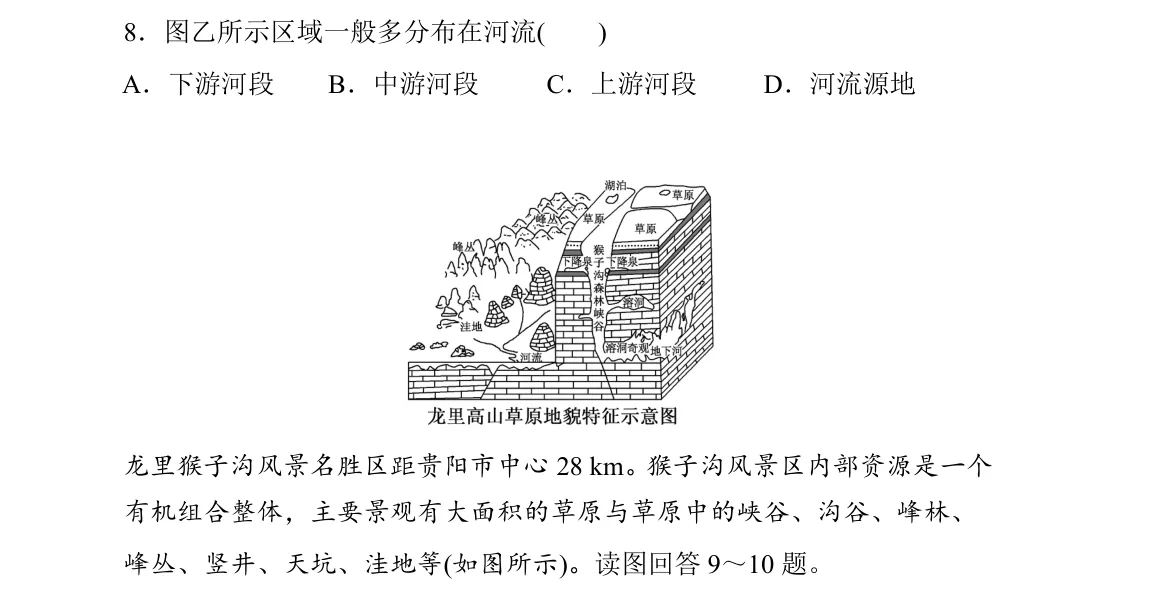 8．图乙所示区域一般多分布在河流(　　)
A．下游河段　　B．中游河段　　C．上游河段　　D．河流源地
湖泊
草原
峰丛
草原
草原
峰丛
猴子沟森林峡谷
下降泉
下降泉
溶洞
洼地
溶洞奇观
地下河
河流
龙里高山草原地貌特征示意图
龙里猴子沟风景名胜区距贵阳市中心 28 km。猴子沟风景区内部资源是一个
有机组合整体，主要景观有大面积的草原与草原中的峡谷、沟谷、峰林、
峰丛、竖井、天坑、洼地等(如图所示)。读图回答 9～10 题。